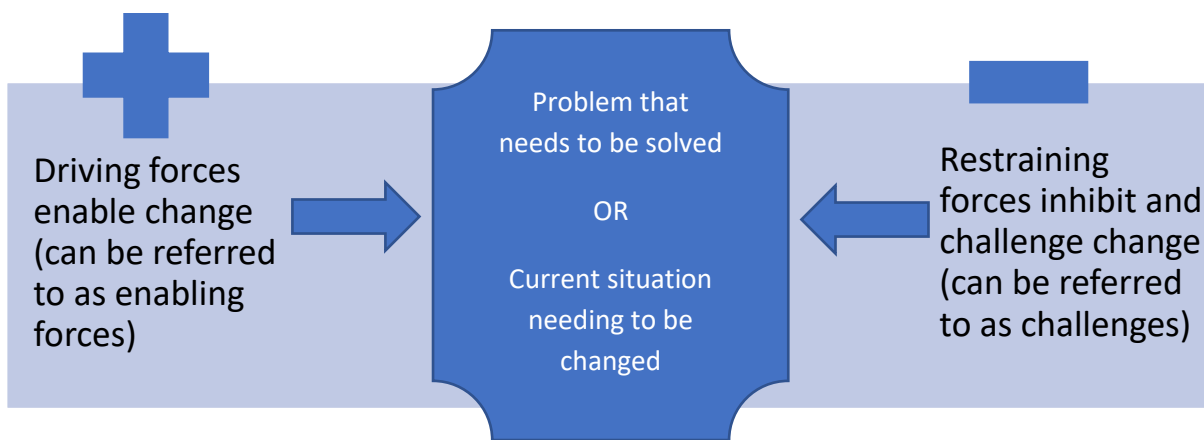 Driving forces
enable change
(can be referred
to as enabling
forces)
Problem that
needs to be solved
OR
Current situation
needing to be
changed
Restraining
forces inhibit and
challenge change
(can be referred
to as challenges)